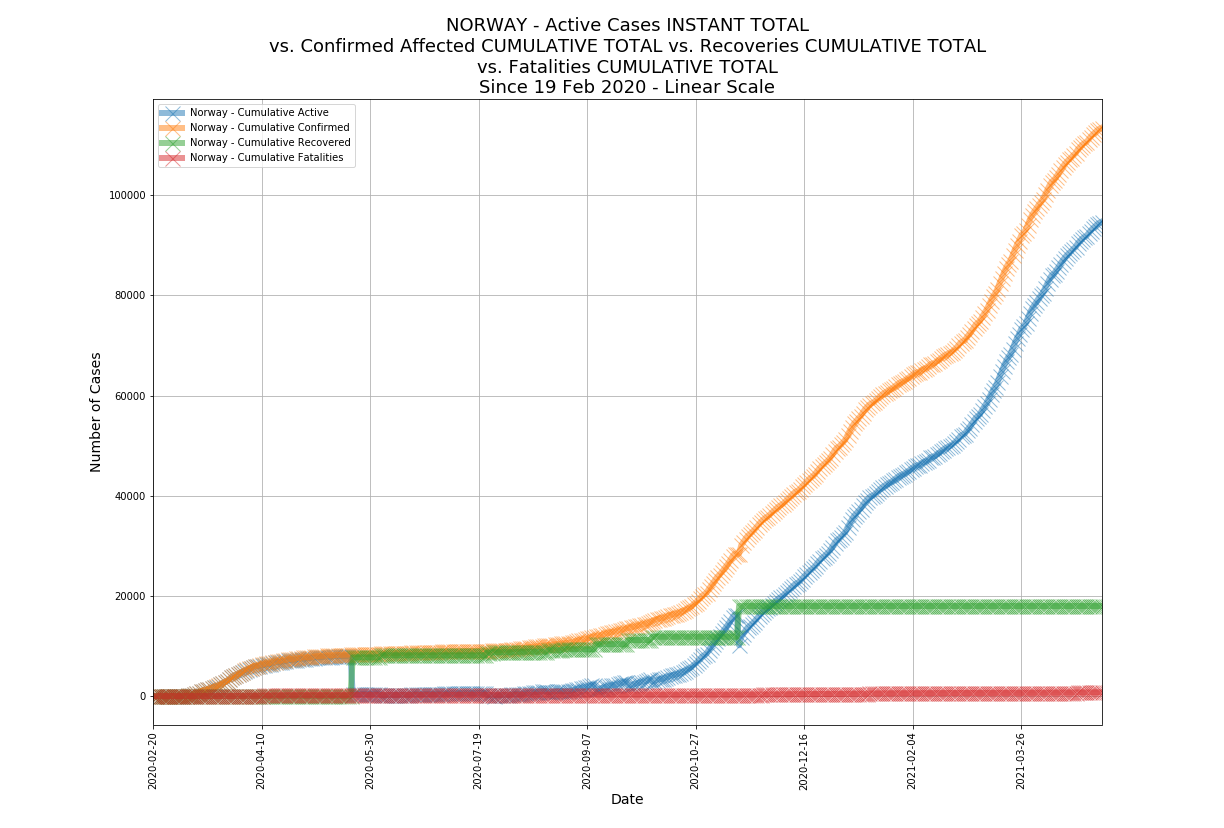 NORWAY - Active Cases INSTANT TOTAL
vs. Confirmed Affected CUMULATIVE TOTAL vs. Recoveries CUMULATIVE TOTAL
vs. Fatalities CUMULATIVE TOTAL
Since 19 Feb 2020 - Linear Scale
Norway - Cumulative Active
Norway - Cumulative Confirmed
Norway - Cumulative Recovered
Norway - Cumulative Fatalities
Number of Cases
100000
80000
60000
40000
20000
0
2020-02-20
2020-04-10
2020-05-30
2020-07-19
2020-09-07
2020-10-27
2020-12-16
2021-02-04
2021-03-26
Date